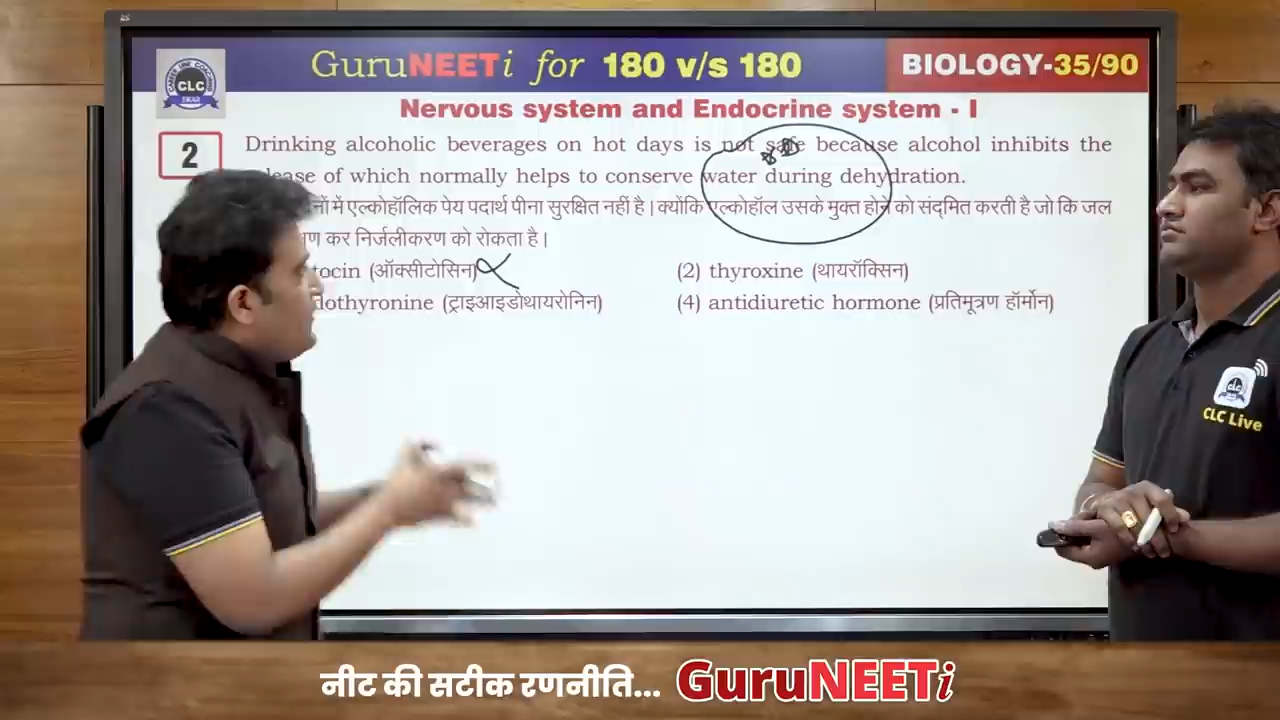 GuruNEETi for 180 v/s 180
BIOLOGY-35/90
CLC
Nervous system and Endocrine system - I
2
Drinking alcoholic beverages on hot days is not safe because alcohol inhibits the
ease of which normally helps to conserve water during dehydration.
में एल्कोहॉलिक पेय पदार्थ पीना सुरक्षित नहीं है। क्योंकि एल्कोहॉल उसके मुक्त होने को संदमित करती है जो कि जल
कर निर्जलीकरण को रोकता है।
tocin (ऑक्सीटोसिन)
(2) thyroxine (थायरॉक्सिन)
dothyronine (ट्राइआइडोथायरोनिन)
(4) antidiuretic hormone (प्रतिमूत्रण हॉर्मोन)
CLC
CLC Live
नीट की सटीक रणनीति... GuruNEETi